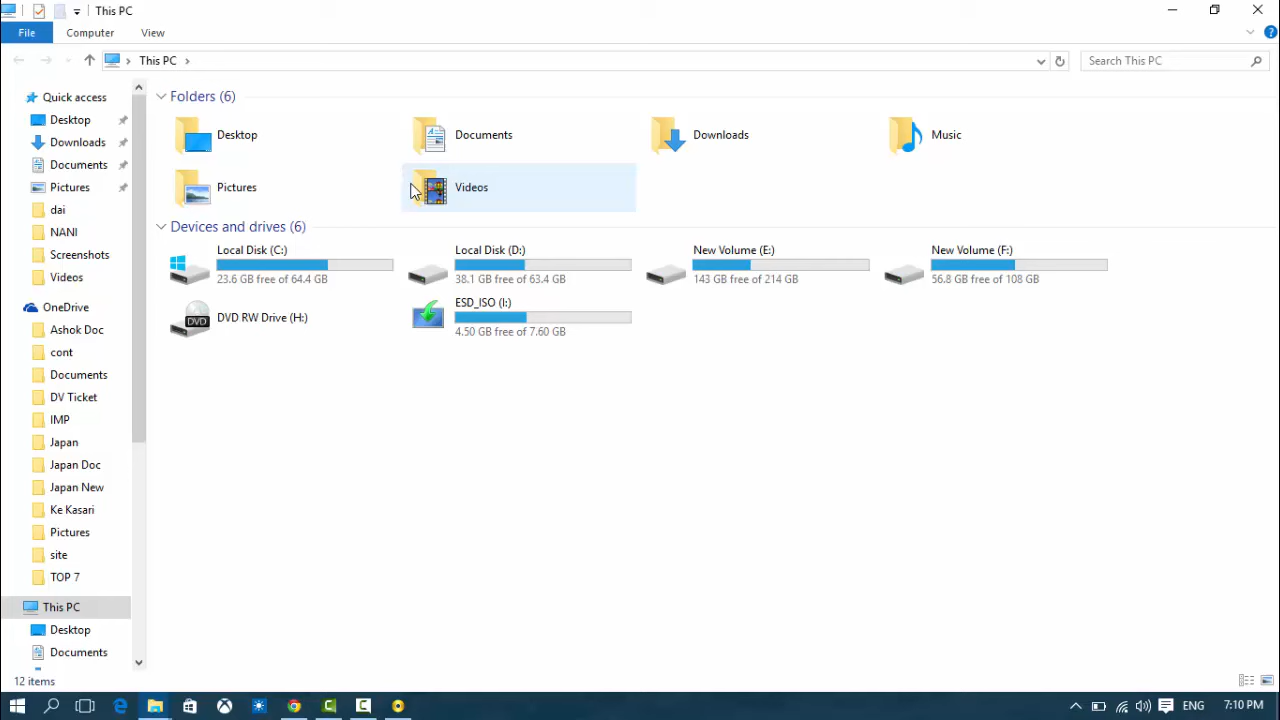 This PC
File Computer View
This PC
Search This PC
Quick access
Desktop
Downloads
Documents
Pictures
dai
NANI
Screenshots
Videos
OneDrive
Ashok Doc
cont
Documents
DV Ticket
IMP
Japan
Japan Doc
Japan New
Ke Kasari
Pictures
site
TOP 7
This PC
Desktop
Documents
Folders (6)
Desktop Documents Downloads Music
Pictures Videos
Devices and drives (6)
Local Disk (C:)
23.6 GB free of 64.4 GB
Local Disk (D:)
38.1 GB free of 63.4 GB
New Volume (E:)
143 GB free of 214 GB
New Volume (F:)
56.8 GB free of 108 GB
DVD RW Drive (H:)
DVD
ESD_ISO (I:)
4.50 GB free of 7.60 GB
12 items
ENG 7:10 PM